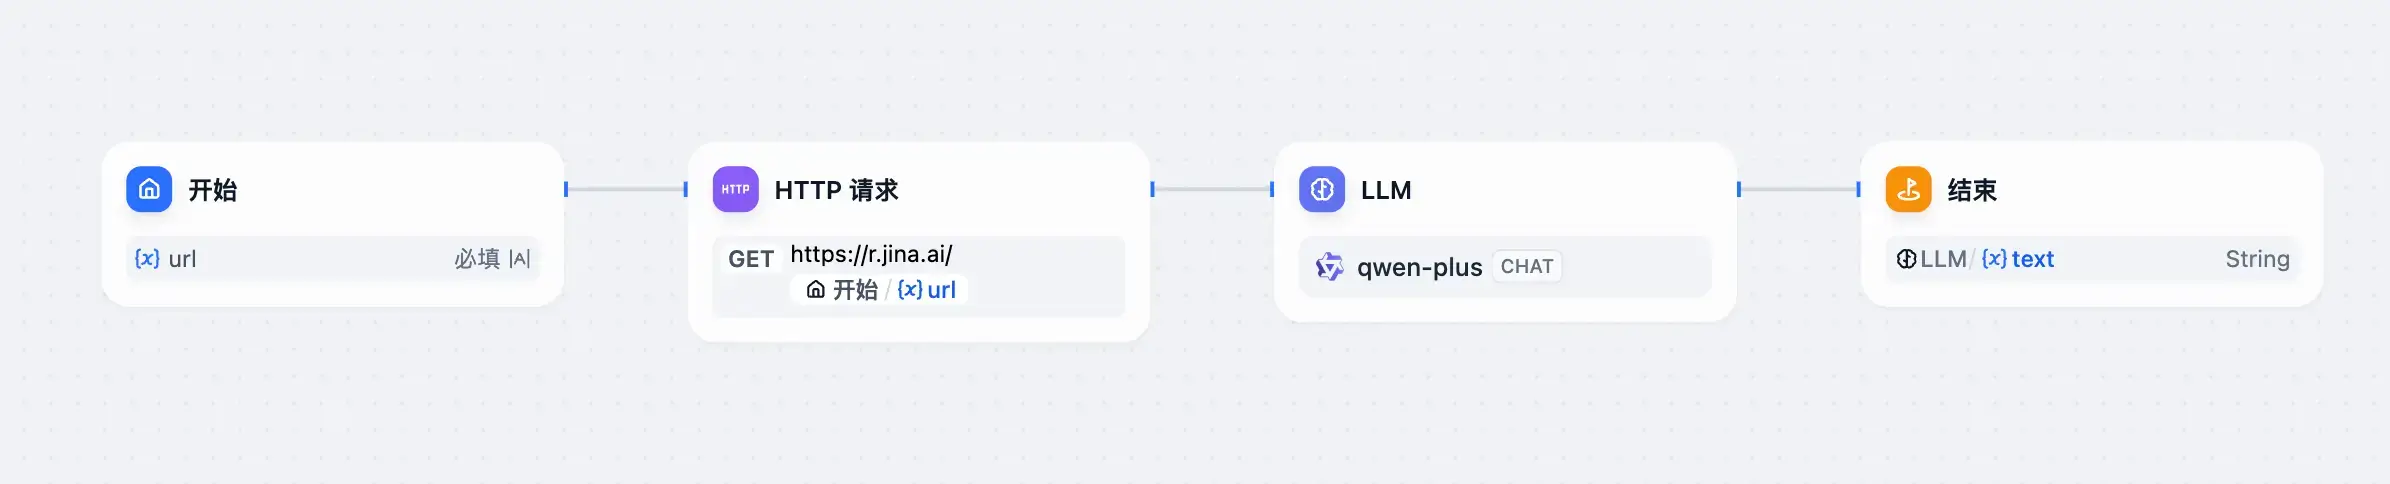 开始
{x} url 必填
HTTP HTTP 请求
GET https://r.jina.ai/
开始 / {x} url
LLM
qwen-plus CHAT
结束
LLM / {x} text String